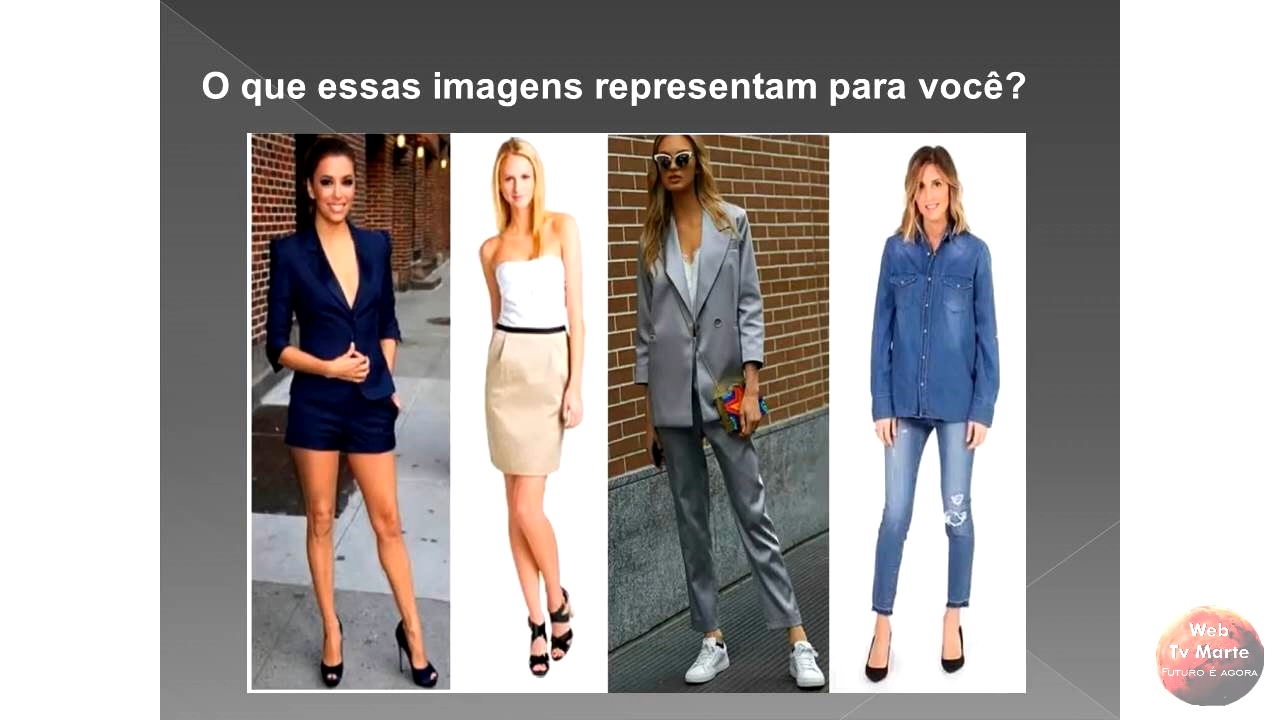 O que essas imagens representam para você?
Web
Tv Marte
Futuro é agora